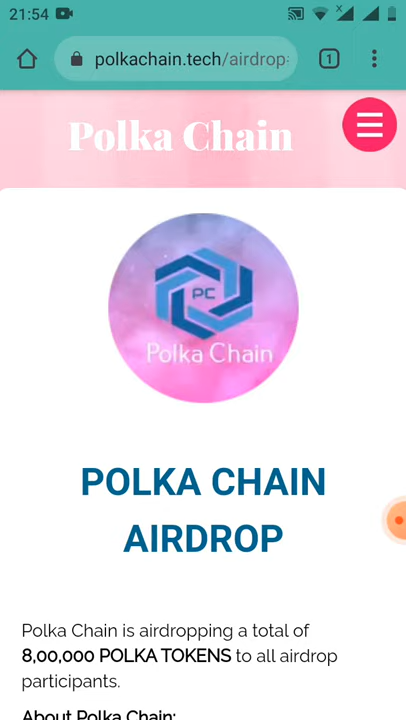 21:54
polkachain.tech/airdrop
1
Polka Chain
PC
Polka Chain
POLKA CHAIN
AIRDROP
Polka Chain is airdropping a total of
8,00,000 POLKA TOKENS to all airdrop
participants.
About Polka Chain: